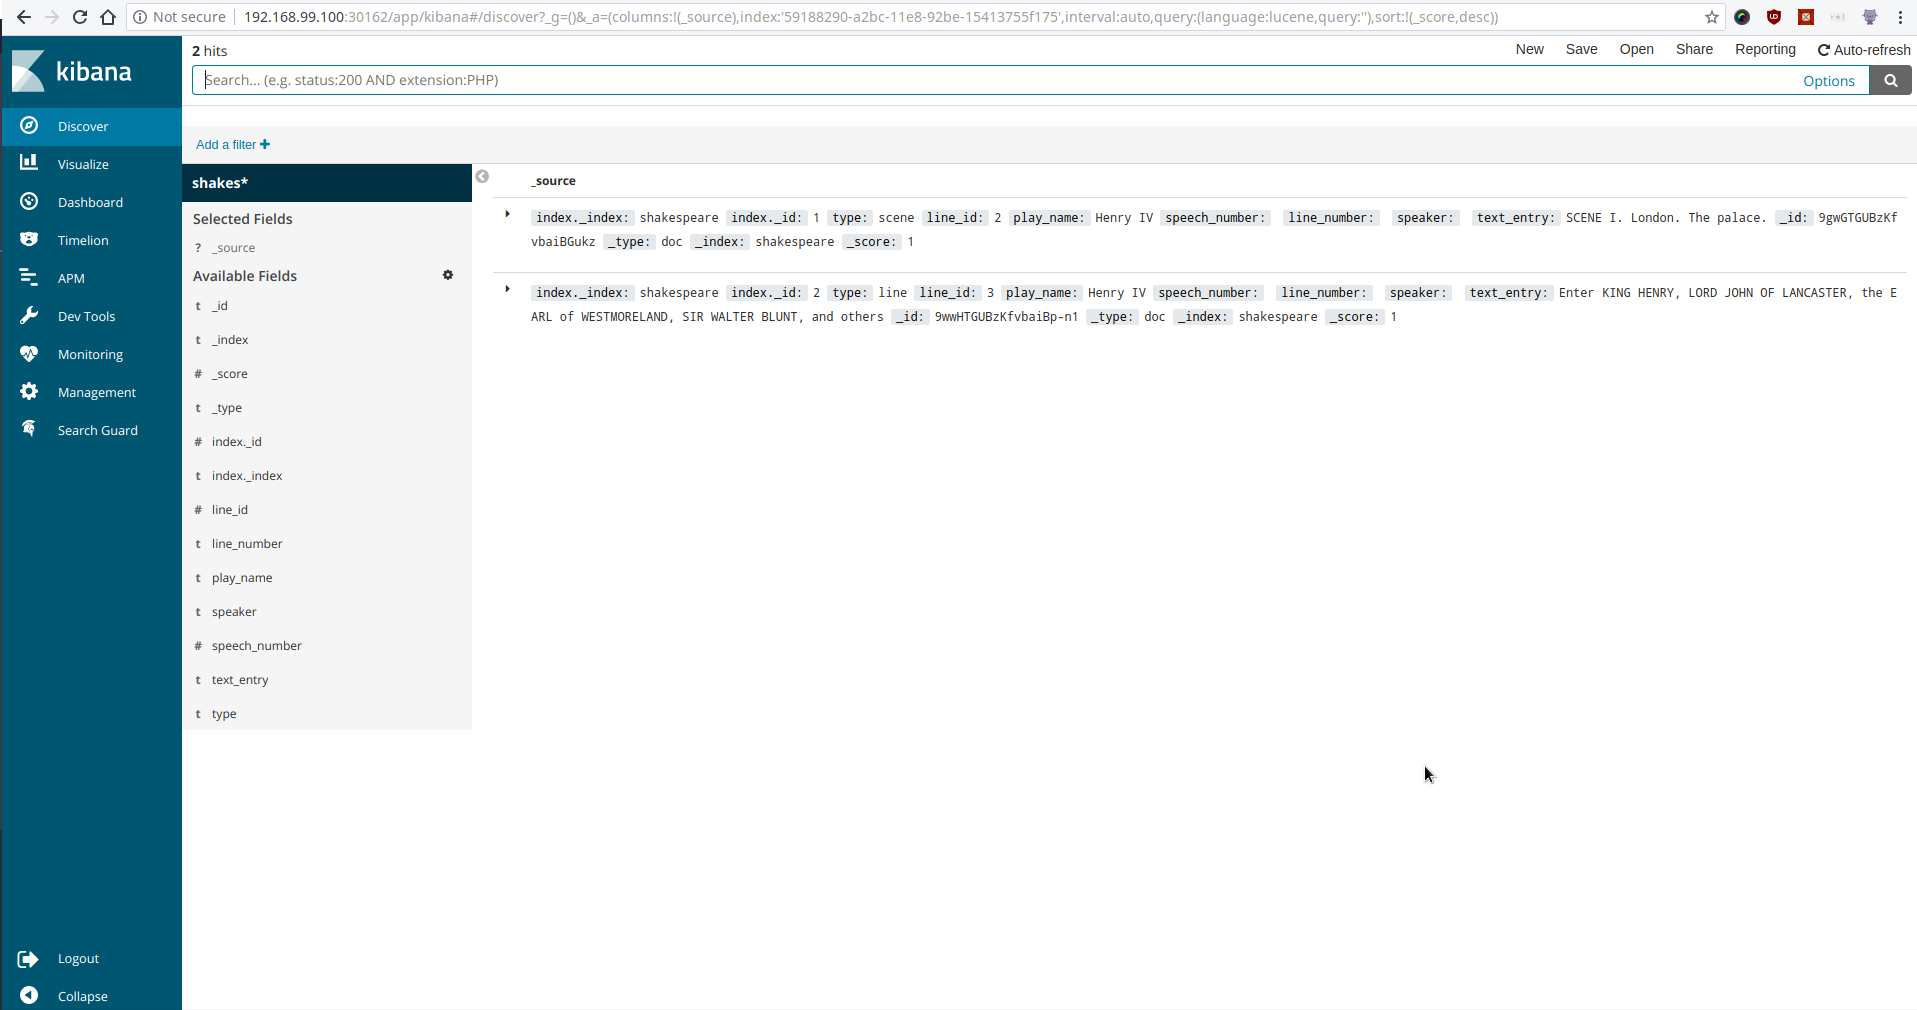 Not secure 192.168.99.100:30162/app/kibana#/discover?_g=()&_a=(columns:!(_source),index:'59188290-a2bc-11e8-92be-15413755f175',interval:auto,query:(language:lucene,query:''),sort:!(_score,desc))
kibana
2 hits
New Save Open Share Reporting Auto-refresh
Search... (e.g. status:200 AND extension:PHP) Options
Discover
Visualize
Dashboard
Timelion
APM
Dev Tools
Monitoring
Management
Search Guard
Logout
Collapse
Add a filter +
shakes*
Selected Fields
? _source
Available Fields
t _id
t _index
# _score
t _type
# index._id
t index._index
# line_id
t line_number
t play_name
t speaker
# speech_number
t text_entry
t type
_source
index._index: shakespeare index._id: 1 type: scene line_id: 2 play_name: Henry IV speech_number: line_number: speaker: text_entry: SCENE I. London. The palace. _id: 9gwGTGUBzKf
vbaiBGukz _type: doc _index: shakespeare _score: 1
index._index: shakespeare index._id: 2 type: line line_id: 3 play_name: Henry IV speech_number: line_number: speaker: text_entry: Enter KING HENRY, LORD JOHN OF LANCASTER, the E
ARL of WESTMORELAND, SIR WALTER BLUNT, and others _id: 9wwHTGUBzKfvbaiBp-n1 _type: doc _index: shakespeare _score: 1